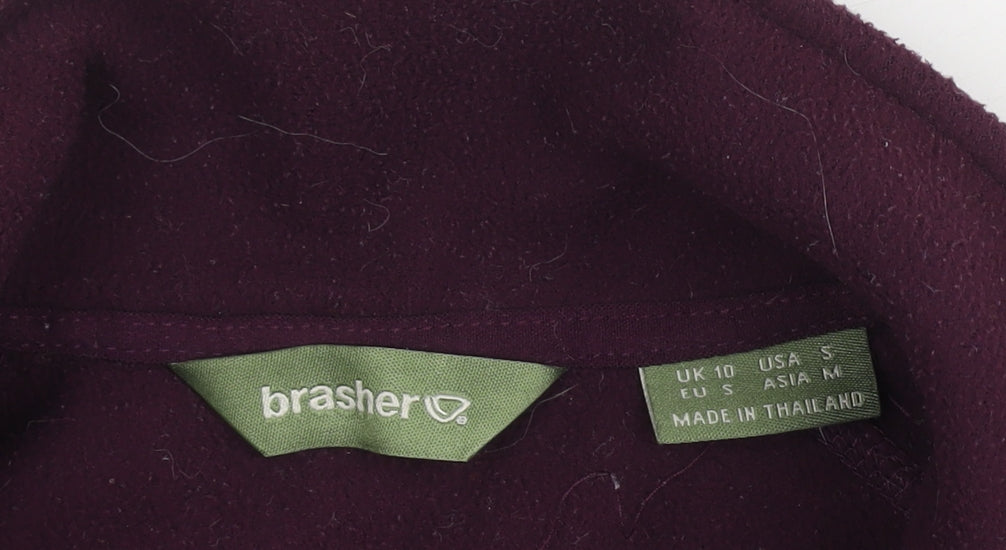 brasher
UK 10 USA S
EU S ASIA M
MADE IN THAILAND